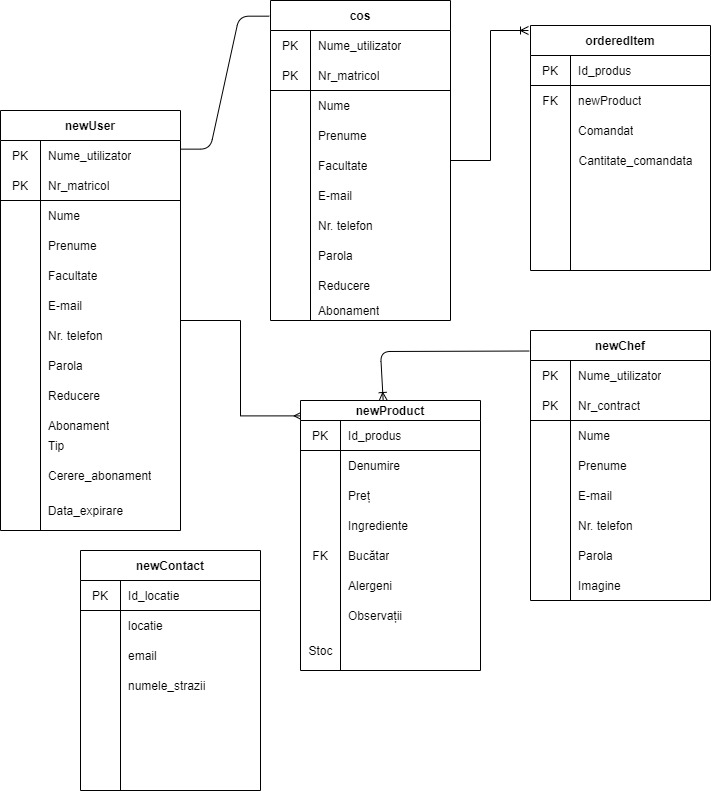 cos
PK Nume_utilizator
PK Nr_matricol
Nume
Prenume
Facultate
E-mail
Nr. telefon
Parola
Reducere
Abonament
orderedItem
PK Id_produs
FK newProduct
Comandat
Cantitate_comandata
newUser
PK Nume_utilizator
PK Nr_matricol
Nume
Prenume
Facultate
E-mail
Nr. telefon
Parola
Reducere
Abonament
Tip
Cerere_abonament
Data_expirare
newChef
PK Nume_utilizator
PK Nr_contract
Nume
Prenume
E-mail
Nr. telefon
Parola
Imagine
newProduct
PK Id_produs
Denumire
Preț
Ingrediente
FK Bucătar
Alergeni
Observații
Stoc
newContact
PK Id_locatie
locatie
email
numele_strazii